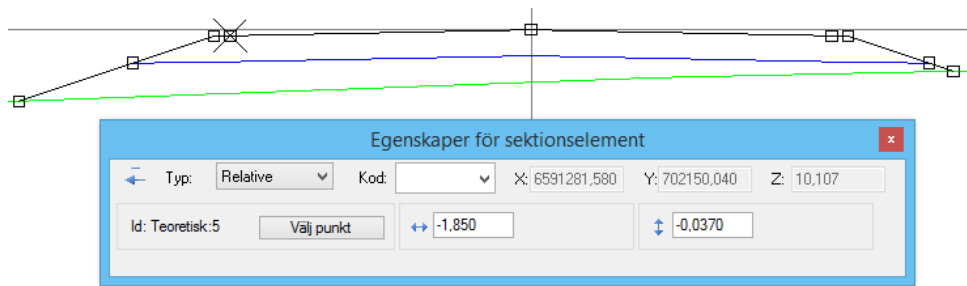 Egenskaper för sektionselement
x
Typ: Relative Kod: X: 6591281,580 Y: 702150,040 Z: 10,107
Id: Teoretisk:5 Välj punkt -1,850 -0,0370